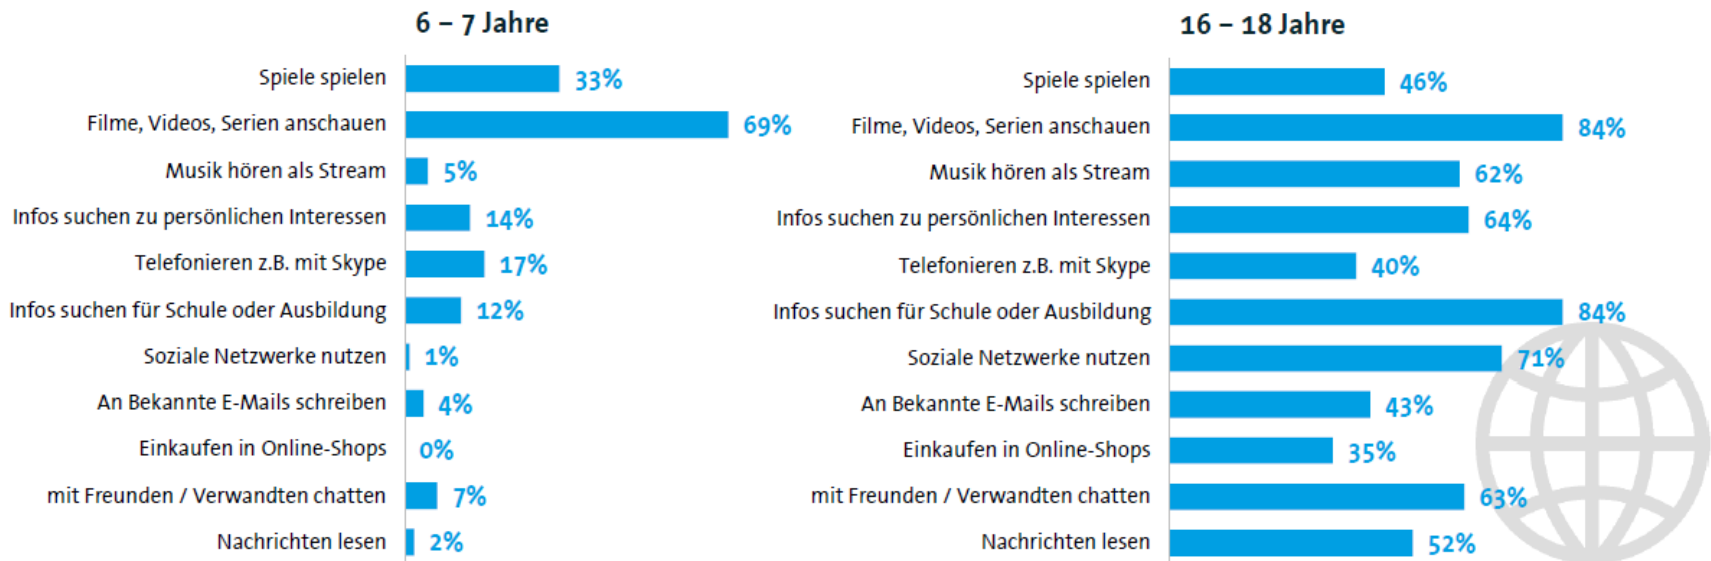 6 – 7 Jahre
Spiele spielen 33%
Filme, Videos, Serien anschauen 69%
Musik hören als Stream 5%
Infos suchen zu persönlichen Interessen 14%
Telefonieren z.B. mit Skype 17%
Infos suchen für Schule oder Ausbildung 12%
Soziale Netzwerke nutzen 1%
An Bekannte E-Mails schreiben 4%
Einkaufen in Online-Shops 0%
mit Freunden / Verwandten chatten 7%
Nachrichten lesen 2%
16 – 18 Jahre
Spiele spielen 46%
Filme, Videos, Serien anschauen 84%
Musik hören als Stream 62%
Infos suchen zu persönlichen Interessen 64%
Telefonieren z.B. mit Skype 40%
Infos suchen für Schule oder Ausbildung 84%
Soziale Netzwerke nutzen 71%
An Bekannte E-Mails schreiben 43%
Einkaufen in Online-Shops 35%
mit Freunden / Verwandten chatten 63%
Nachrichten lesen 52%